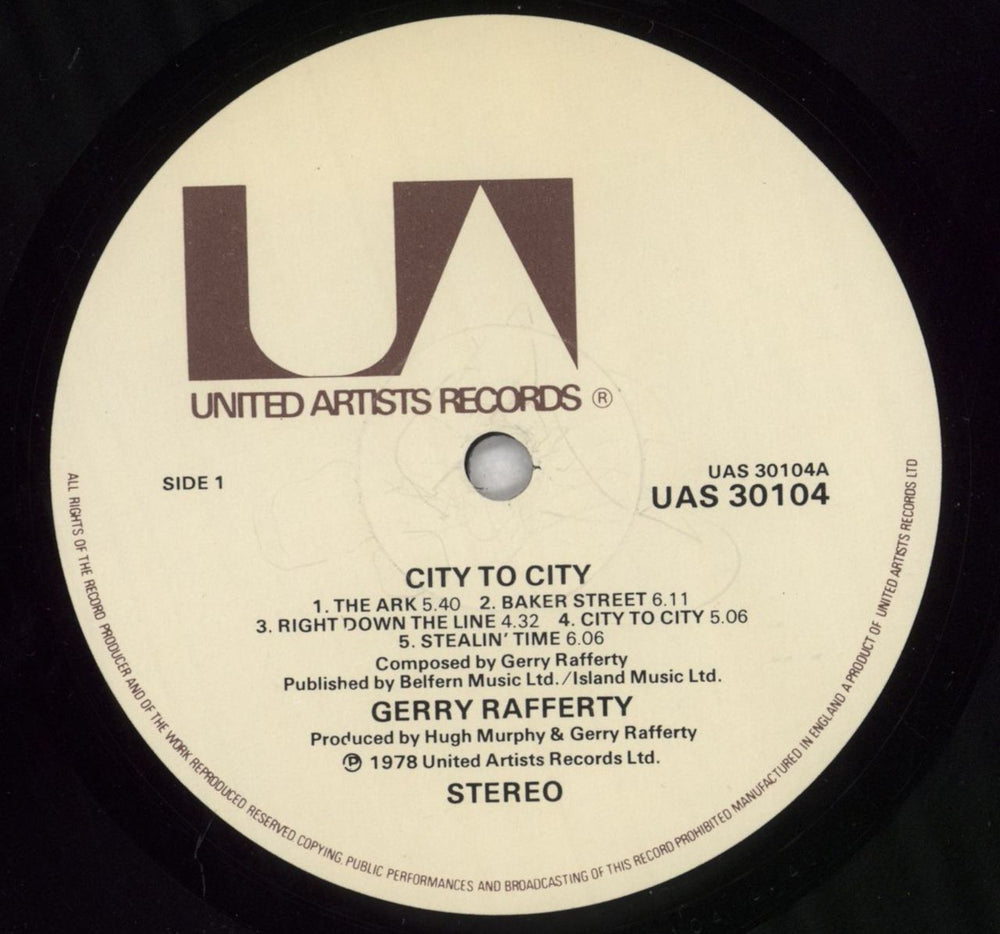 UA
UNITED ARTISTS RECORDS ®
SIDE 1
UAS 30104A
UAS 30104
CITY TO CITY
1. THE ARK 5.40 2. BAKER STREET 6.11
3. RIGHT DOWN THE LINE 4.32 4. CITY TO CITY 5.06
5. STEALIN' TIME 6.06
Composed by Gerry Rafferty
Published by Belfern Music Ltd./Island Music Ltd.
GERRY RAFFERTY
Produced by Hugh Murphy & Gerry Rafferty
℗ 1978 United Artists Records Ltd.
STEREO
ALL RIGHTS OF THE RECORD PRODUCER AND OF THE WORK REPRODUCED RESERVED COPYING, PUBLIC PERFORMANCES AND BROADCASTING OF THIS RECORD PROHIBITED MANUFACTURED IN ENGLAND A PRODUCT OF UNITED ARTISTS RECORDS LTD